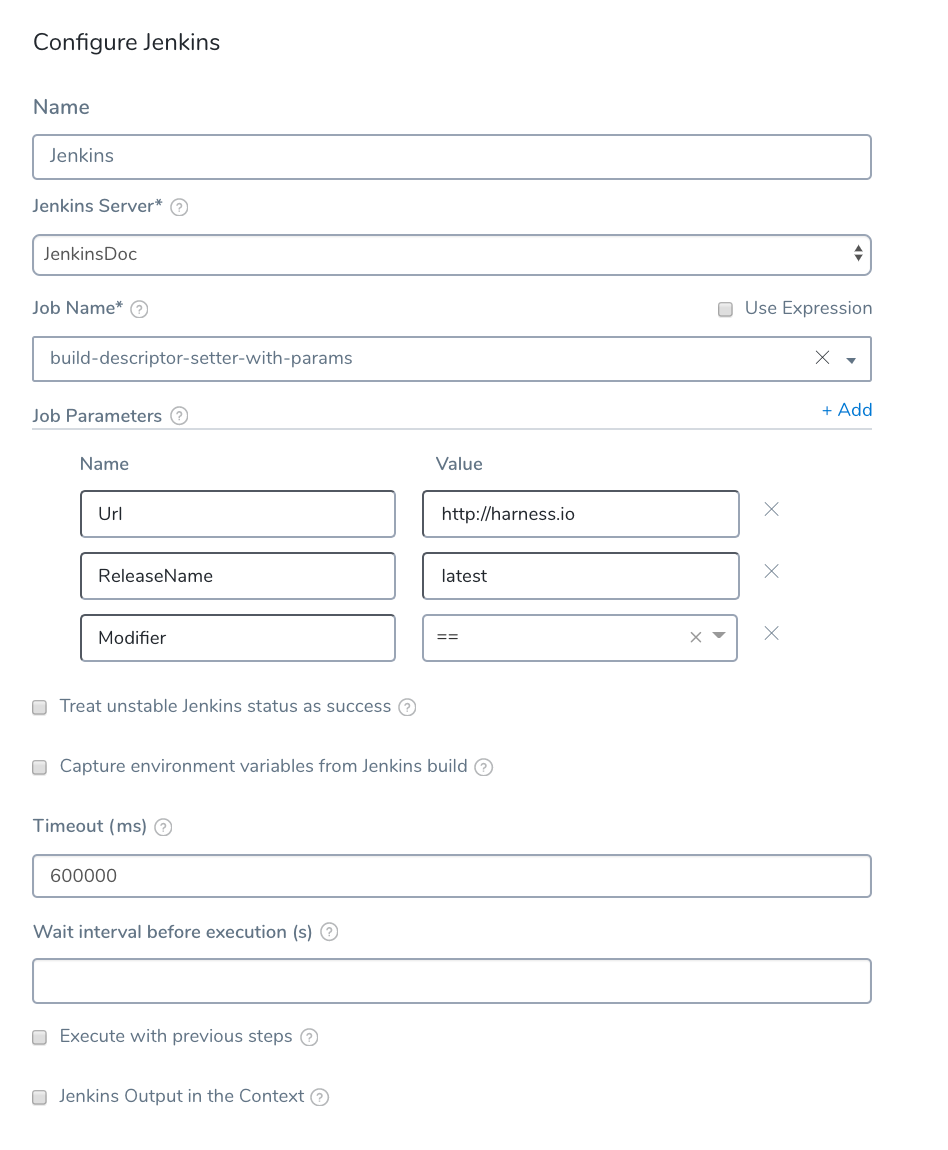 Configure Jenkins
Name
Jenkins
Jenkins Server* ?
JenkinsDoc
Job Name* ? Use Expression
build-descriptor-setter-with-params
Job Parameters ? + Add
Name Value
Url http://harness.io
ReleaseName latest
Modifier ==
Treat unstable Jenkins status as success ?
Capture environment variables from Jenkins build ?
Timeout (ms) ?
600000
Wait interval before execution (s) ?
Execute with previous steps ?
Jenkins Output in the Context ?